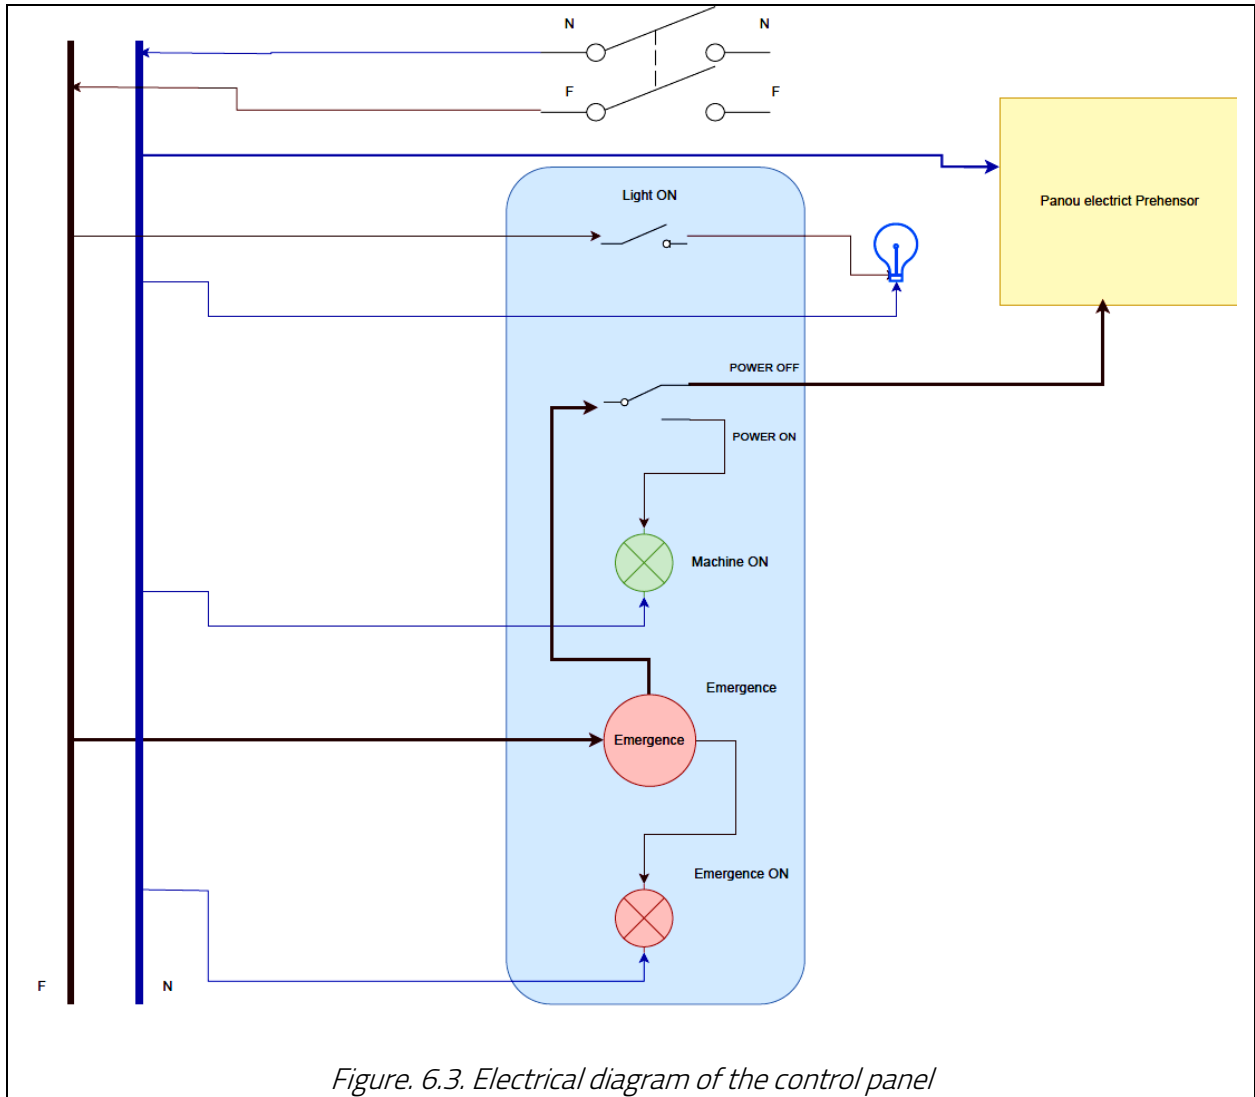 N
N
F
F
Light ON
Panou electrict Prehensor
POWER OFF
POWER ON
Machine ON
Emergence
Emergence
Emergence ON
F
N
Figure. 6.3. Electrical diagram of the control panel